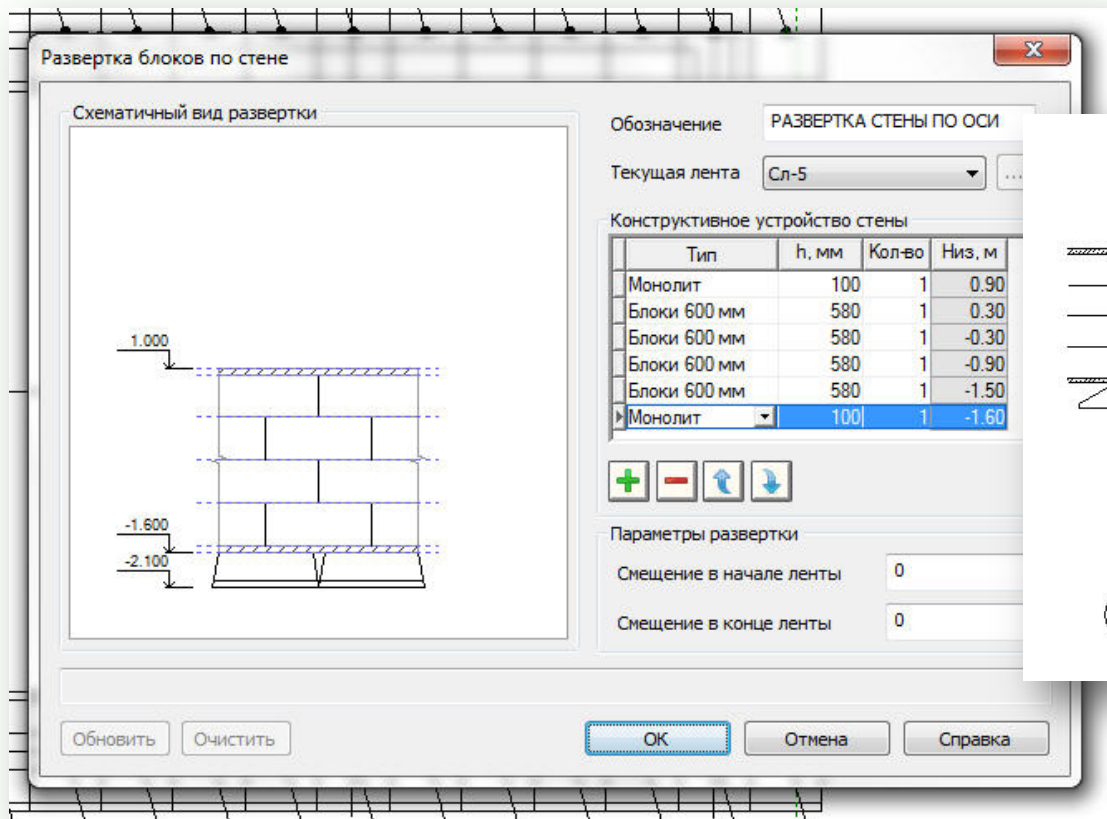 Развертка блоков по стене
Схематичный вид развертки
1.000
-1.600
-2.100
Обозначение РАЗВЕРТКА СТЕНЫ ПО ОСИ
Текущая лента Сл-5 ...
Конструктивное устройство стены
Тип h, мм Кол-во Низ, м
Монолит 100 1 0.90
Блоки 600 мм 580 1 0.30
Блоки 600 мм 580 1 -0.30
Блоки 600 мм 580 1 -0.90
Блоки 600 мм 580 1 -1.50
Монолит 100 1 -1.60
Параметры развертки
Смещение в начале ленты 0
Смещение в конце ленты 0
Обновить Очистить ОК Отмена Справка